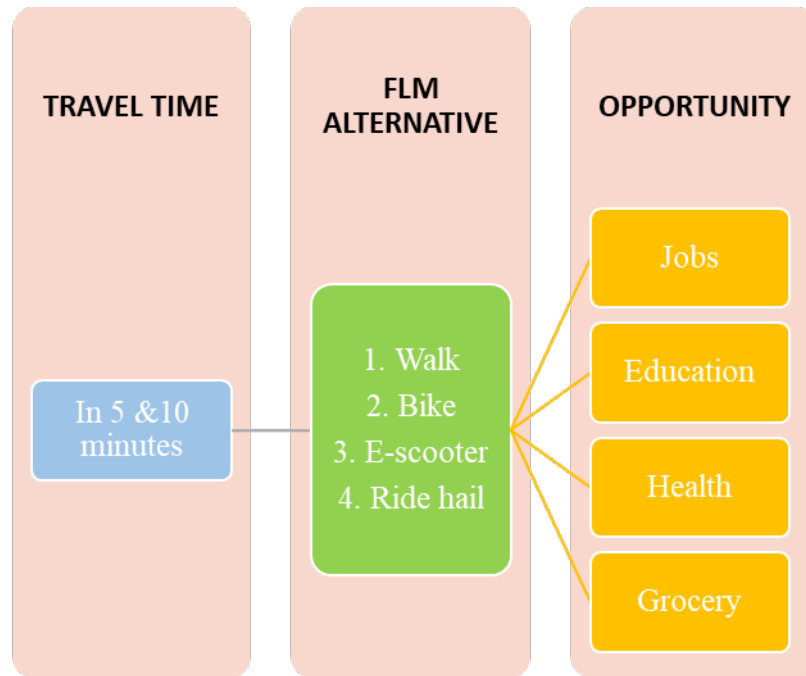 TRAVEL TIME
In 5 &10
minutes
FLM
ALTERNATIVE
1. Walk
2. Bike
3. E-scooter
4. Ride hail
OPPORTUNITY
Jobs
Education
Health
Grocery